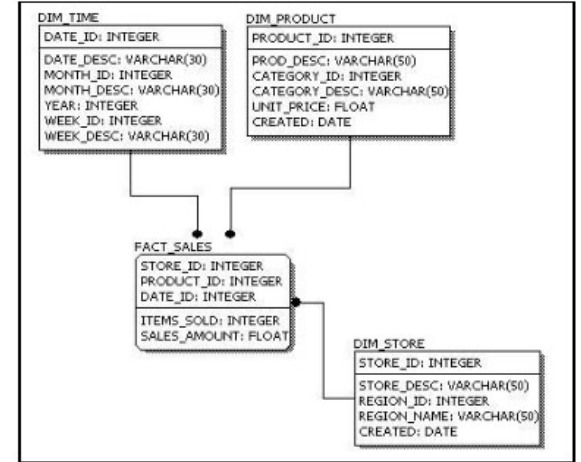 DIM_TIME
DATE_ID: INTEGER
DATE_DESC: VARCHAR(30)
MONTH_ID: INTEGER
MONTH_DESC: VARCHAR(30)
YEAR: INTEGER
WEEK_ID: INTEGER
WEEK_DESC: VARCHAR(30)
DIM_PRODUCT
PRODUCT_ID: INTEGER
PROD_DESC: VARCHAR(50)
CATEGORY_ID: INTEGER
CATEGORY_DESC: VARCHAR(50)
UNIT_PRICE: FLOAT
CREATED: DATE
FACT_SALES
STORE_ID: INTEGER
PRODUCT_ID: INTEGER
DATE_ID: INTEGER
ITEMS_SOLD: INTEGER
SALES_AMOUNT: FLOAT
DIM_STORE
STORE_ID: INTEGER
STORE_DESC: VARCHAR(50)
REGION_ID: INTEGER
REGION_NAME: VARCHAR(50)
CREATED: DATE